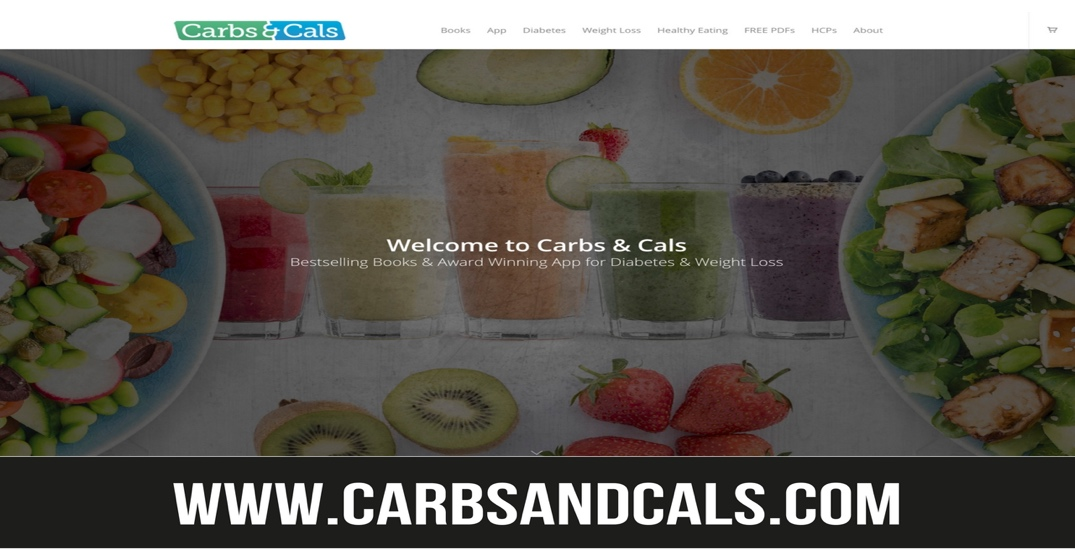 Carbs & Cals
Books App Diabetes Weight Loss Healthy Eating FREE PDFs HCPs About
Welcome to Carbs & Cals
Bestselling Books & Award Winning App for Diabetes & Weight Loss
WWW.CARBSANDCALS.COM